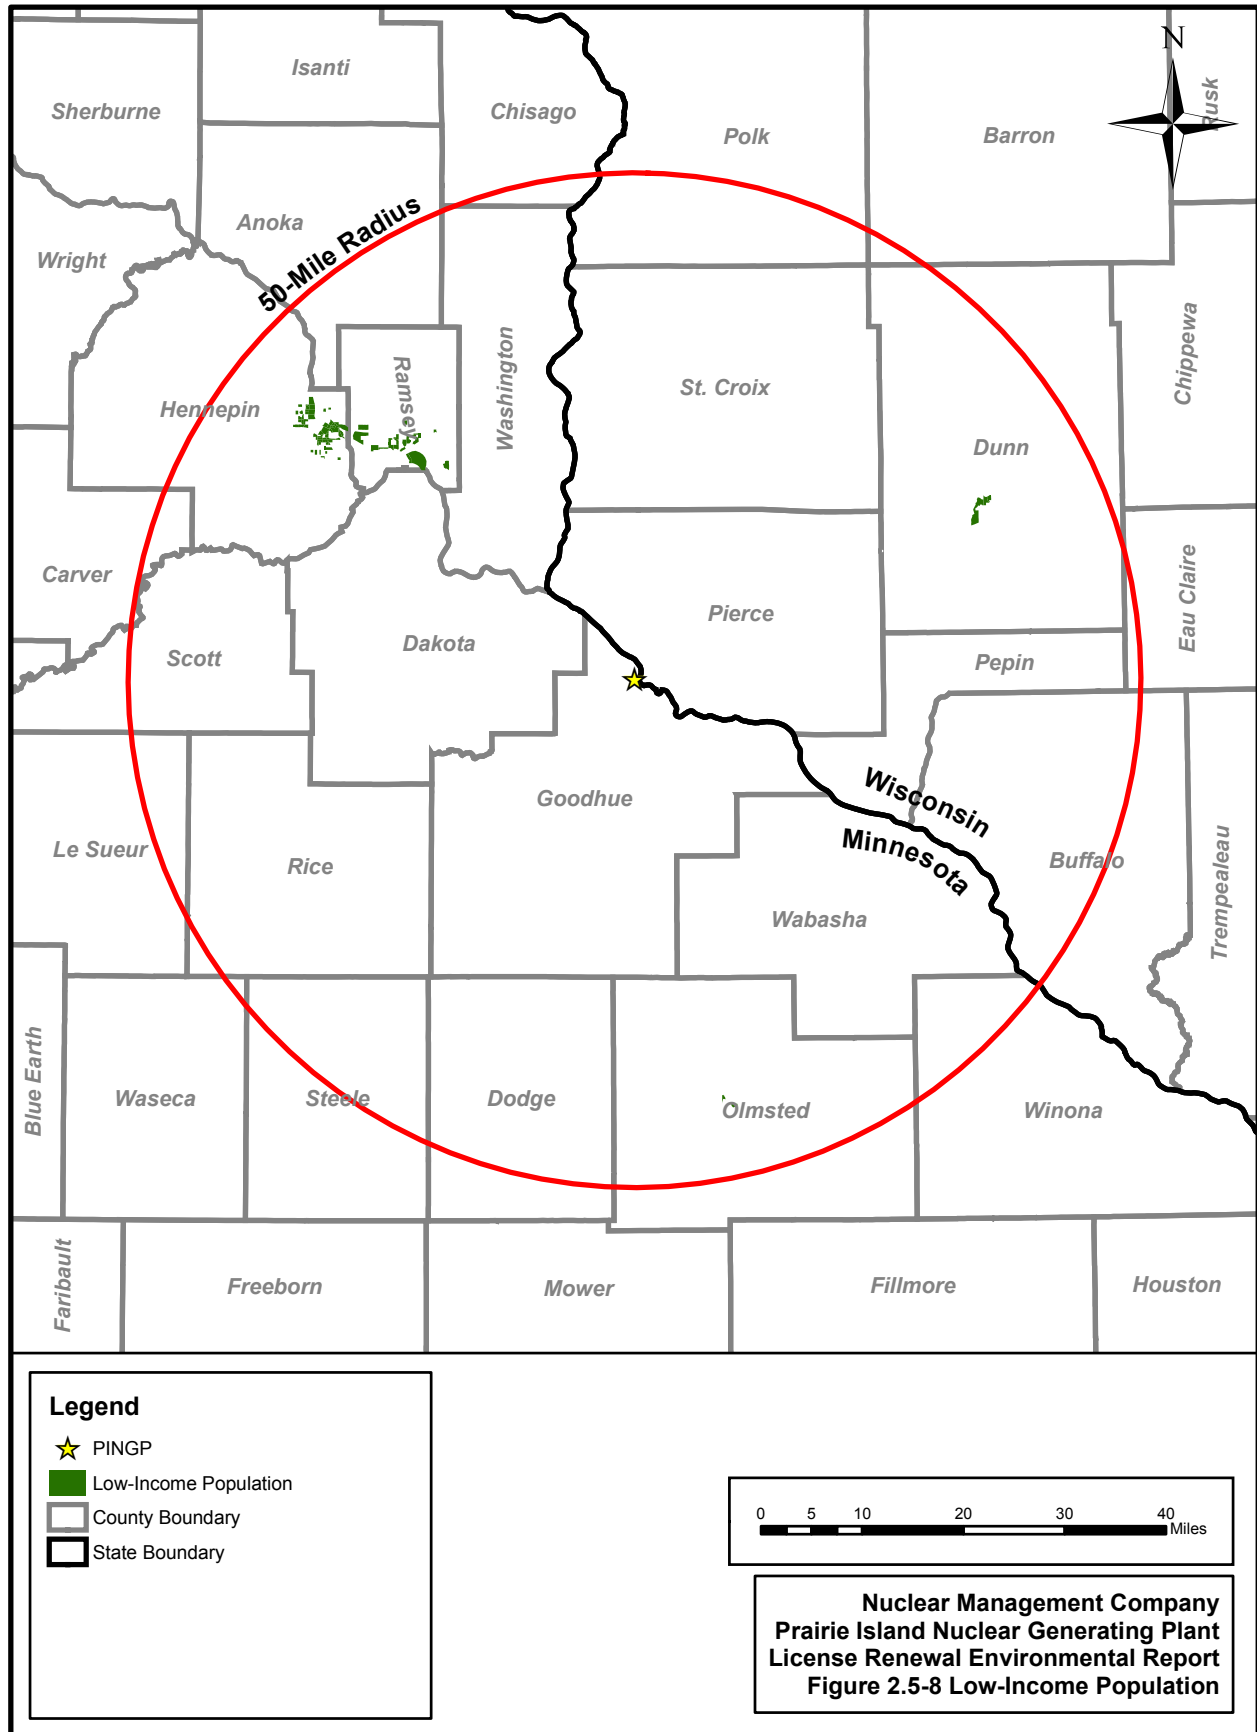 N
Isanti
Sherburne
Chisago
Polk
Barron
Rusk
Anoka
50-Mile Radius
Wright
Hennepin
Ramsey
Washington
St. Croix
Chippewa
Dunn
Carver
Scott
Dakota
Pierce
Pepin
Eau Claire
Goodhue
Wisconsin
Minnesota
Le Sueur
Rice
Buffalo
Wabasha
Trempealeau
Blue Earth
Waseca
Steele
Dodge
Olmsted
Winona
Faribault
Freeborn
Mower
Fillmore
Houston
Legend
PINGP
Low-Income Population
County Boundary
State Boundary
0 5 10 20 30 40
Miles
Nuclear Management Company
Prairie Island Nuclear Generating Plant
License Renewal Environmental Report
Figure 2.5-8 Low-Income Population